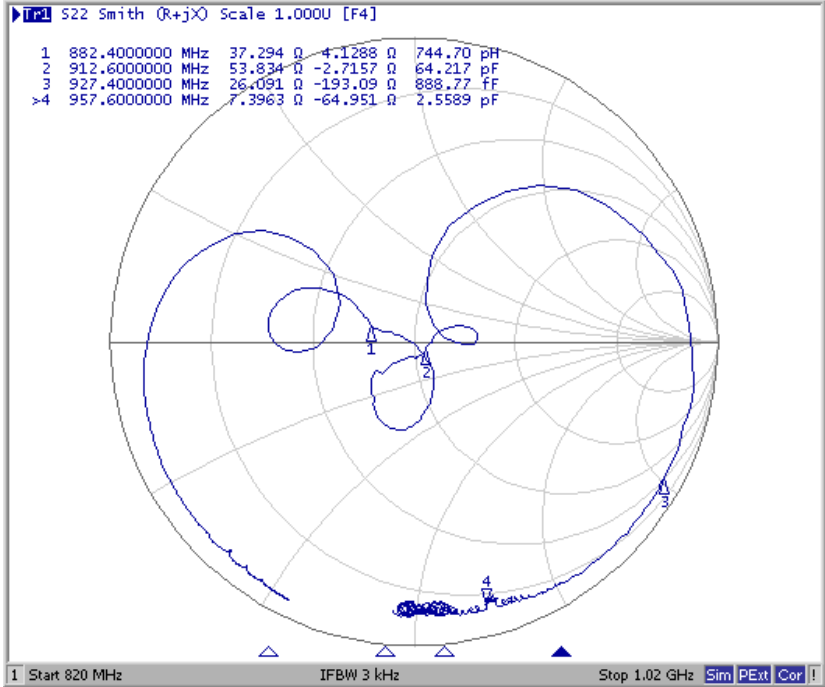 Tr1 S22 Smith (R+jX) Scale 1.000U [F4]
1 882.4000000 MHz 37.294 Ω 4.1288 Ω 744.70 pH
2 912.6000000 MHz 53.834 Ω -2.7157 Ω 64.217 pF
3 927.4000000 MHz 26.091 Ω -193.09 Ω 888.77 fF
>4 957.6000000 MHz 7.3963 Ω -64.951 Ω 2.5589 pF
1
2
3
4
1 Start 820 MHz IFBW 3 kHz Stop 1.02 GHz Sim PExt Cor !